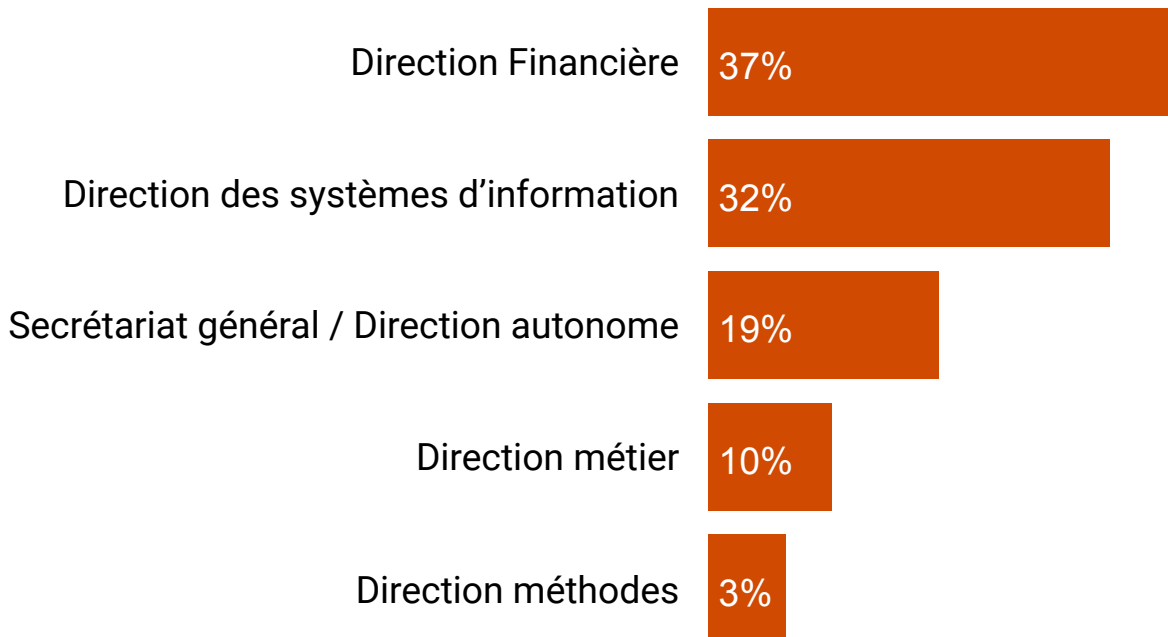 Direction Financière 37%
Direction des systèmes d’information 32%
Secrétariat général / Direction autonome 19%
Direction métier 10%
Direction méthodes 3%